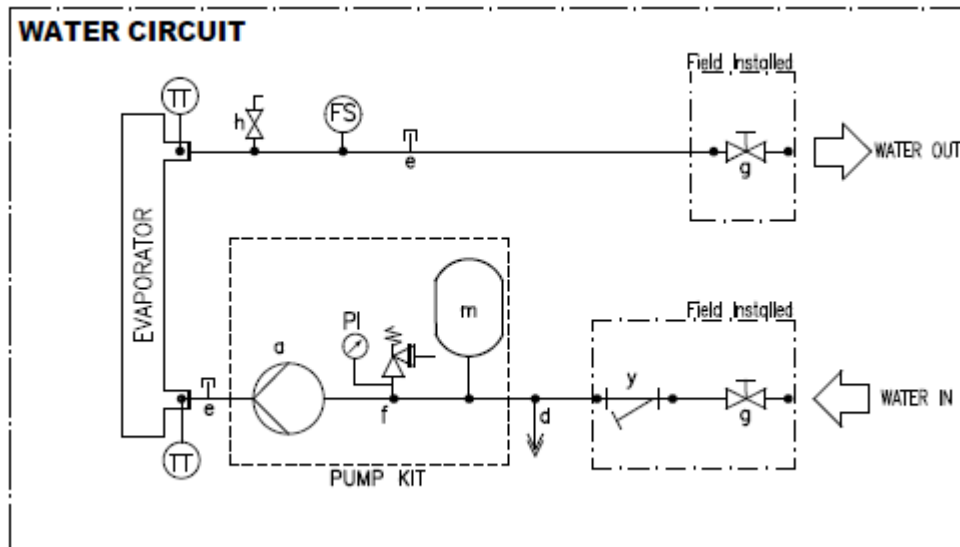 WATER CIRCUIT
Field Installed
TT
h
FS
e
g
WATER OUT
EVAPORATOR
m
PI
a
Field Installed
y
e
f
d
g
WATER IN
TT
PUMP KIT